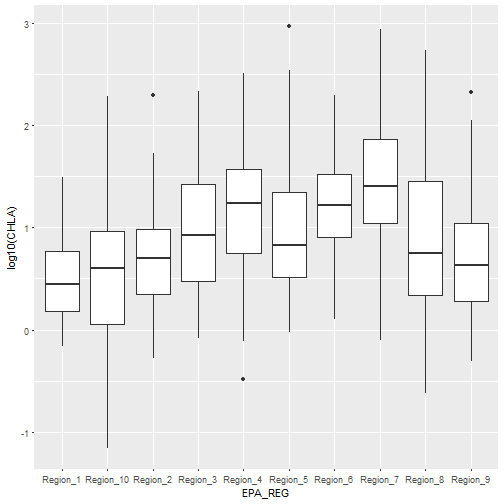 3
2
1
0
-1
log10(CHLA)
Region_1 Region_10 Region_2 Region_3 Region_4 Region_5 Region_6 Region_7 Region_8 Region_9
EPA_REG